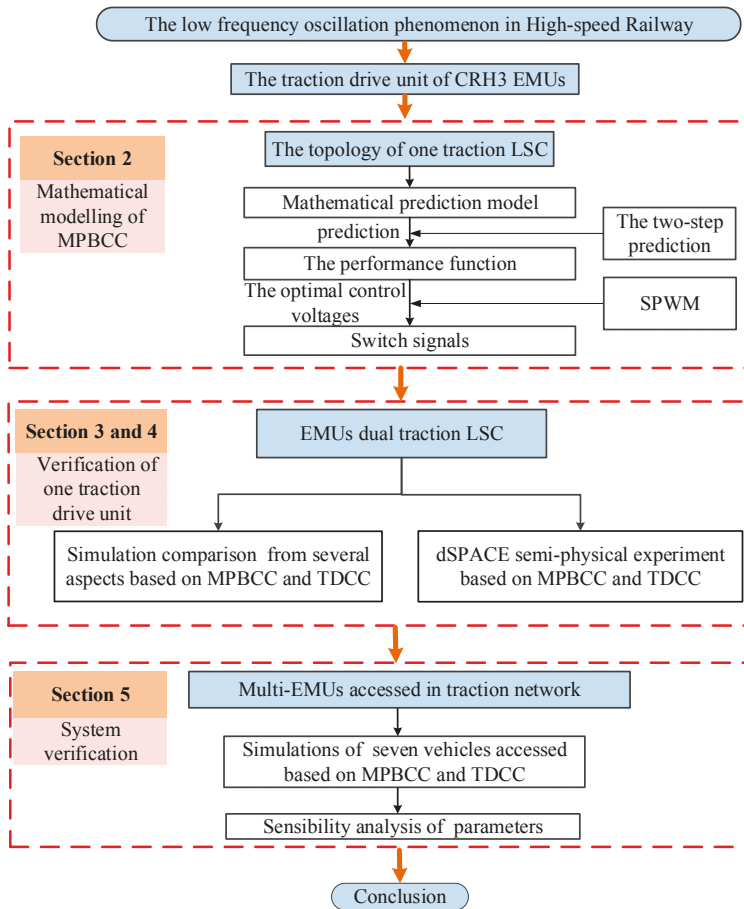 The low frequency oscillation phenomenon in High-speed Railway
The traction drive unit of CRH3 EMUs
Section 2
Mathematical
modelling of
MPBCC
The topology of one traction LSC
Mathematical prediction model
prediction
The two-step
prediction
The performance function
The optimal control
voltages
SPWM
Switch signals
Section 3 and 4
Verification of
one traction
drive unit
EMUs dual traction LSC
Simulation comparison from several
aspects based on MPBCC and TDCC
dSPACE semi-physical experiment
based on MPBCC and TDCC
Section 5
System
verification
Multi-EMUs accessed in traction network
Simulations of seven vehicles accessed
based on MPBCC and TDCC
Sensibility analysis of parameters
Conclusion